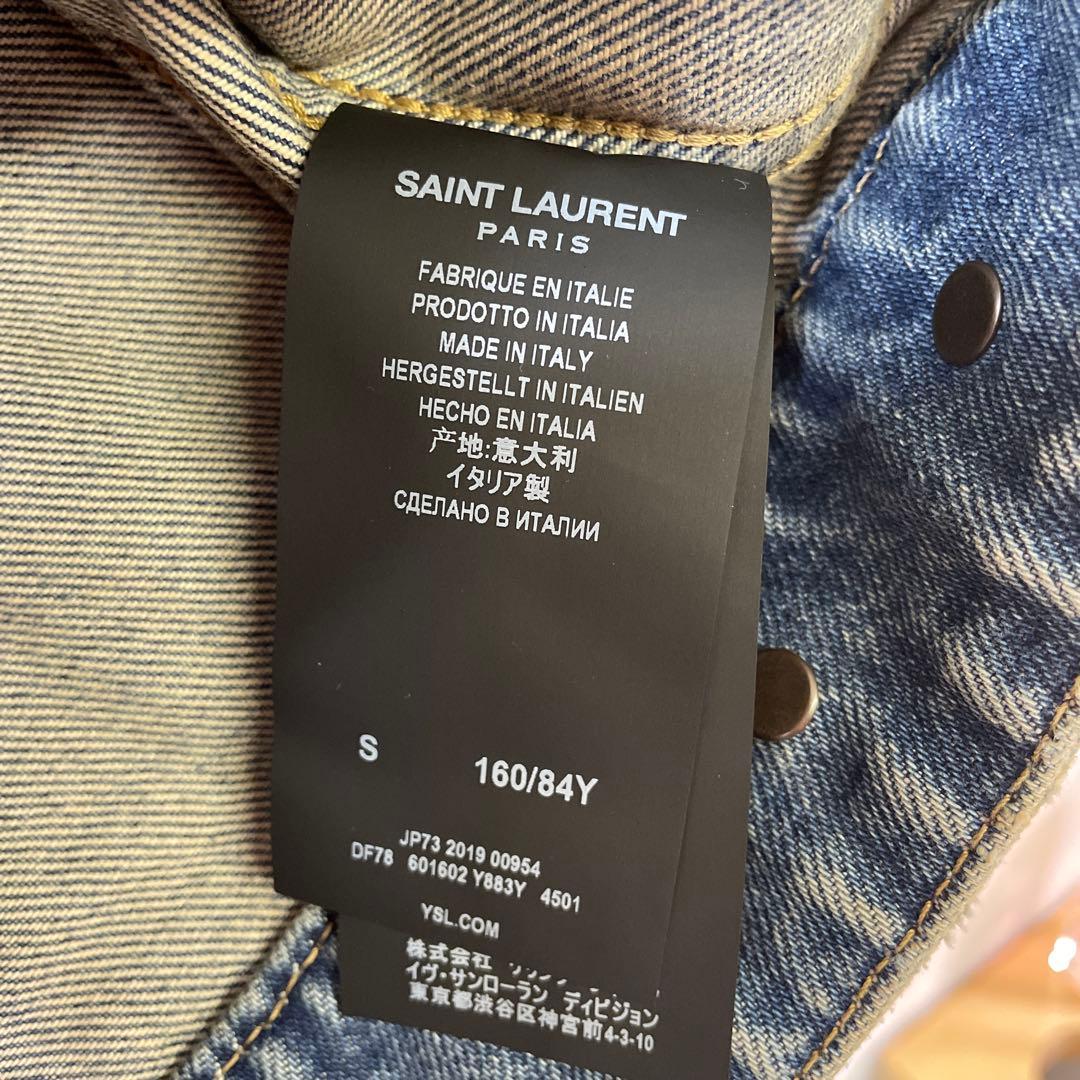 SAINT LAURENT
PARIS
FABRIQUE EN ITALIE
PRODOTTO IN ITALIA
MADE IN ITALY
HERGESTELLT IN ITALIEN
HECHO EN ITALIA
产地:意大利
イタリア製
СДЕЛАНО В ИТАЛИИ
S 160/84Y
JP73 2019 00954
DF78 601602 Y883Y 4501
YSL.COM
株式会社
イヴ・サンローラン ディビジョン
東京都渋谷区神宮前4-3-10